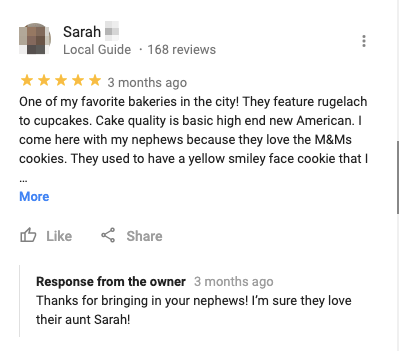 Sarah
Local Guide · 168 reviews
3 months ago
One of my favorite bakeries in the city! They feature rugelach
to cupcakes. Cake quality is basic high end new American. I
come here with my nephews because they love the M&Ms
cookies. They used to have a yellow smiley face cookie that I
...
More
Like Share
Response from the owner 3 months ago
Thanks for bringing in your nephews! I'm sure they love
their aunt Sarah!